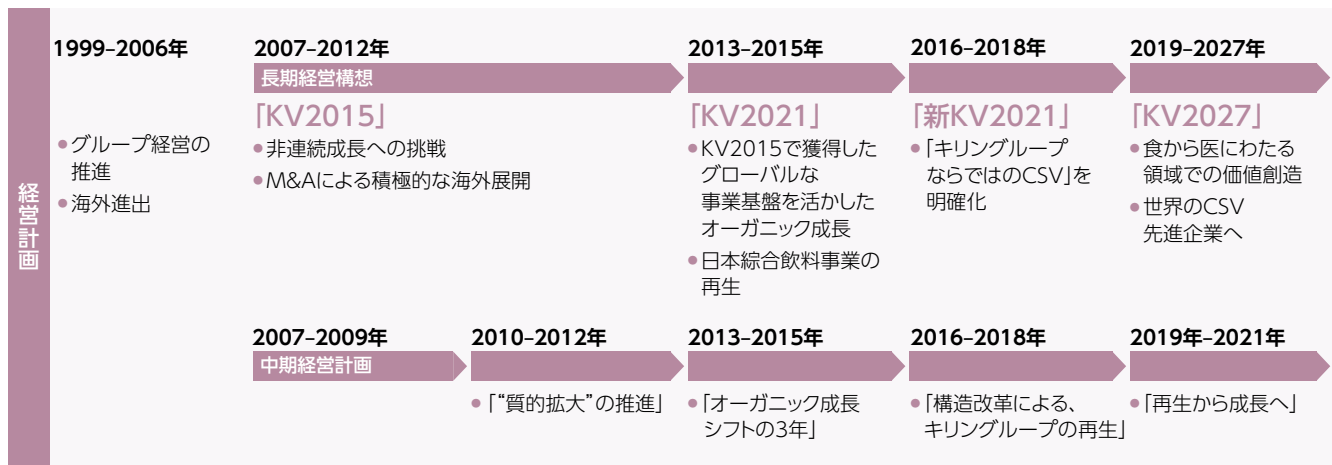 経営計画
1999–2006年
●グループ経営の
推進
●海外進出
2007–2012年
長期経営構想
「KV2015」
●非連続成長への挑戦
●M&Aによる積極的な海外展開
2013–2015年
「KV2021」
●KV2015で獲得した
グローバルな
事業基盤を活かした
オーガニック成長
●日本綜合飲料事業の
再生
2016–2018年
「新KV2021」
●「キリングループ
ならではのCSV」を
明確化
2019–2027年
「KV2027」
●食から医にわたる
領域での価値創造
●世界のCSV
先進企業へ
2007–2009年
中期経営計画
2010–2012年
●「“質的拡大”の推進」
2013–2015年
●「オーガニック成長
シフトの3年」
2016–2018年
●「構造改革による、
キリングループの再生」
2019年–2021年
●「再生から成長へ」